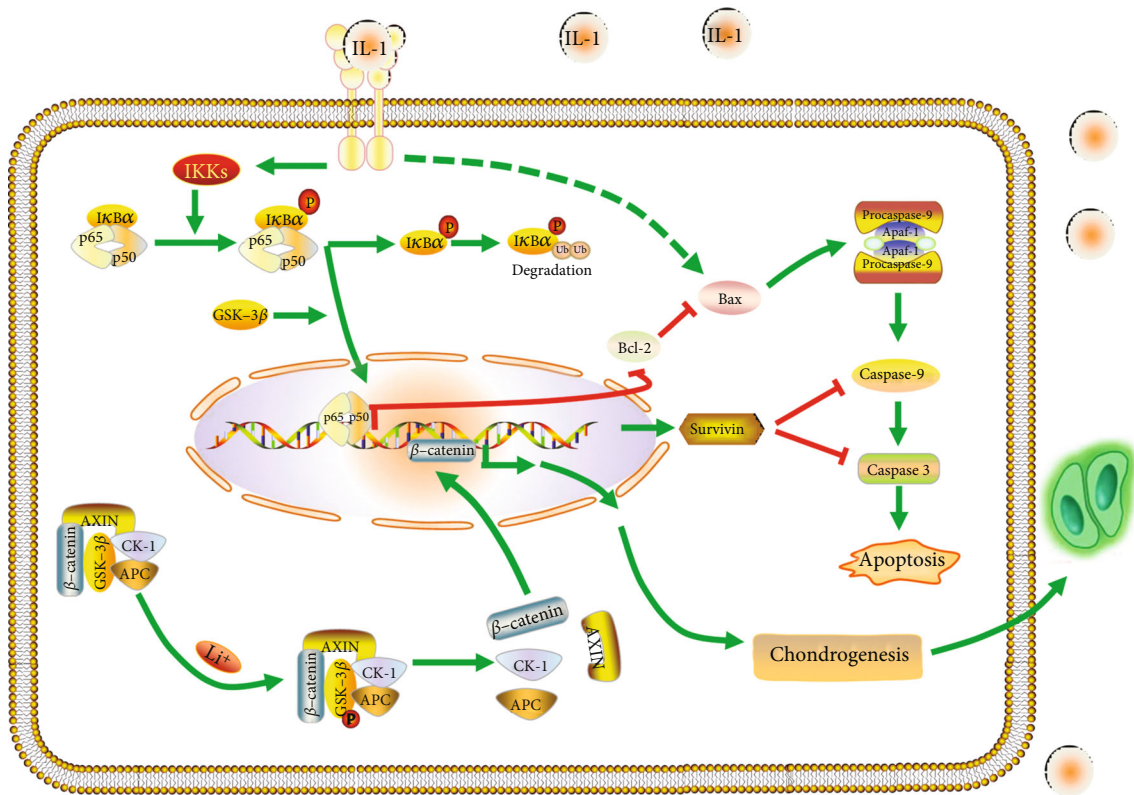 IL-1
IL-1
IL-1
IKKs
IκBα
p65
p50
IκBα
P
p65
p50
IκBα
P
IκBα
P
Ub
Ub
Degradation
Procaspase-9
Apaf-1
Apaf-1
Procaspase-9
GSK–3β
Bax
Bcl-2
Caspase-9
p65
p50
β–catenin
Survivin
Caspase 3
Apoptosis
AXIN
β–catenin
GSK–3β
CK-1
APC
Li⁺
AXIN
β–catenin
GSK–3β
P
CK-1
APC
β–catenin
AXIN
CK-1
APC
Chondrogenesis